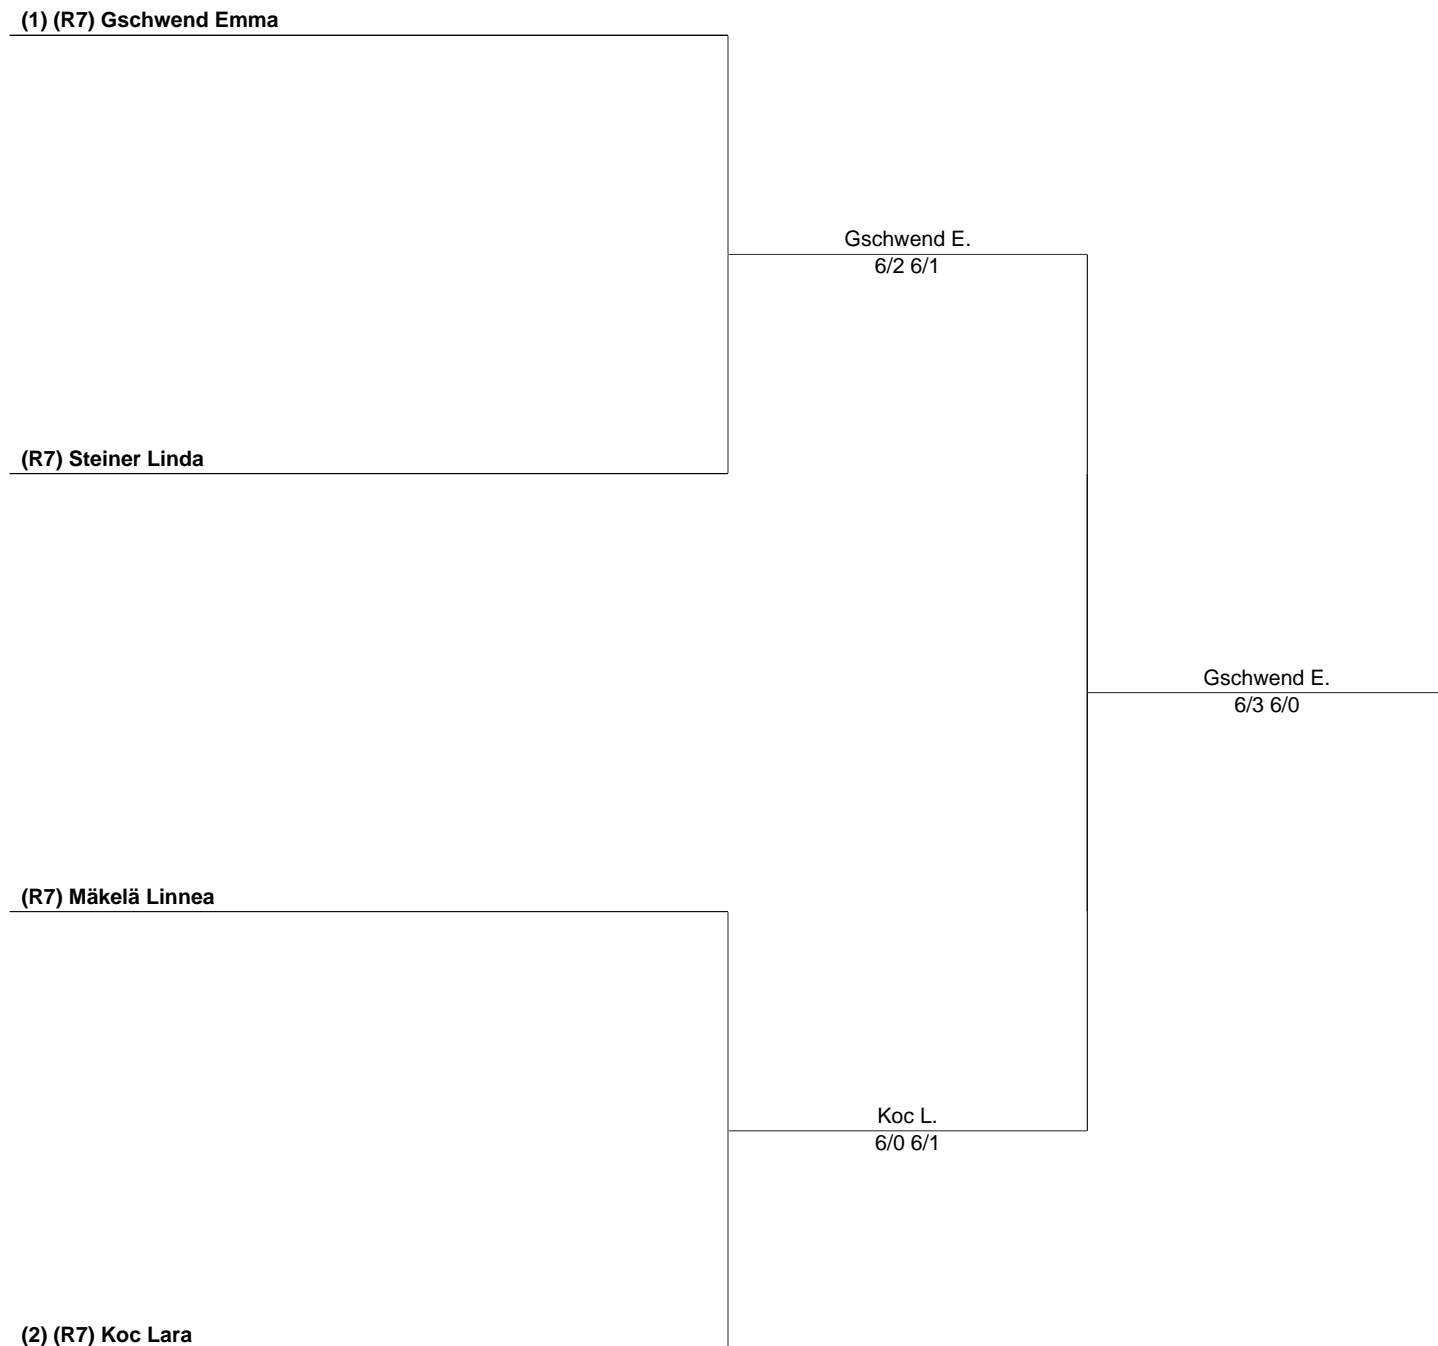 (1) (R7) Gschwend Emma
Gschwend E.
6/2 6/1
(R7) Steiner Linda
Gschwend E.
6/3 6/0
(R7) Mäkelä Linnea
Koc L.
6/0 6/1
(2) (R7) Koc Lara